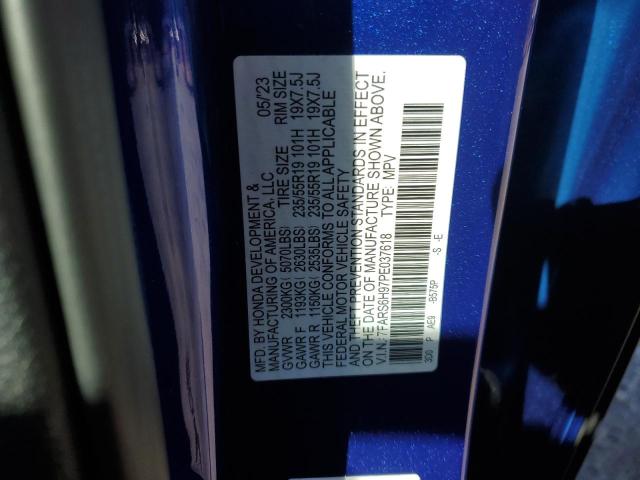 MFD. BY HONDA DEVELOPMENT & 05/'23
MANUFACTURING OF AMERICA, LLC
GVWR 2300KG( 5070LBS) TIRE SIZE RIM SIZE
GAWR F 1193KG( 2630LBS) 235/55R19 101H 19X7.5J
GAWR R 1150KG( 2535LBS) 235/55R19 101H 19X7.5J
THIS VEHICLE CONFORMS TO ALL APPLICABLE
FEDERAL MOTOR VEHICLE SAFETY
AND THEFT PREVENTION STANDARDS IN EFFECT
ON THE DATE OF MANUFACTURE SHOWN ABOVE.
V.I.N.: 7FARS6H97PE037618 TYPE: MPV
3D0 P AE9 -B575P -S -E